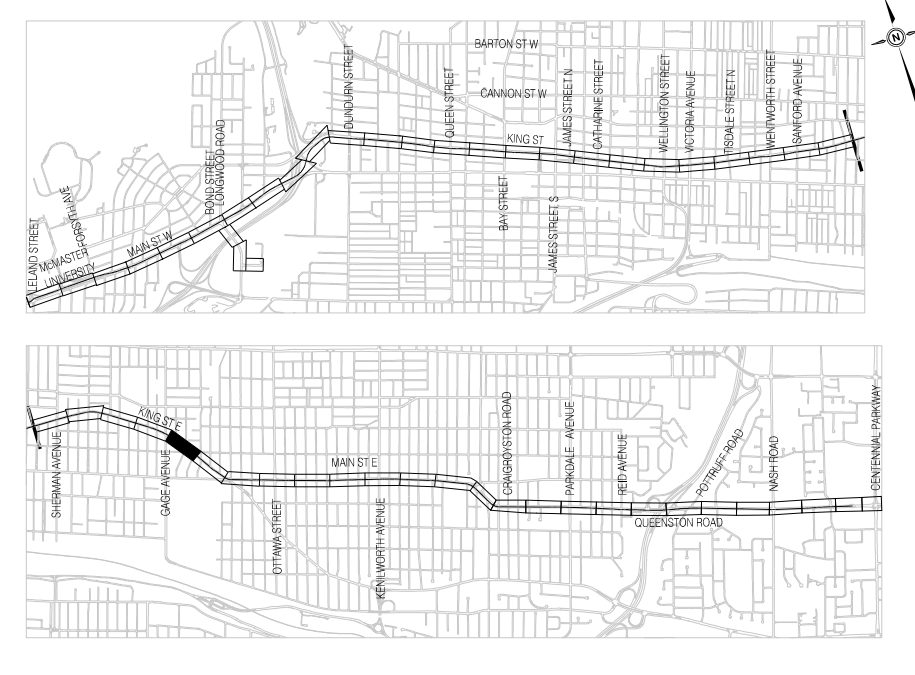 N
BARTON ST W
CANNON ST W
DUNDURN STREET
QUEEN STREET
JAMES STREET N
CATHARINE STREET
WELLINGTON STREET
VICTORIA AVENUE
TISDALE STREET N
WENTWORTH STREET
SANFORD AVENUE
KING ST
BOND STREET
LONGWOOD ROAD
BAY STREET
JAMES STREET S
LELAND STREET
FORSYTH AVE
McMASTER
UNIVERSITY
MAIN ST W
KING ST E
SHERMAN AVENUE
GAGE AVENUE
MAIN ST E
OTTAWA STREET
KENILWORTH AVENUE
CRAIGROYSTON ROAD
PARKDALE AVENUE
REID AVENUE
POTTRUFF ROAD
NASH ROAD
CENTENNIAL PARKWAY
QUEENSTON ROAD